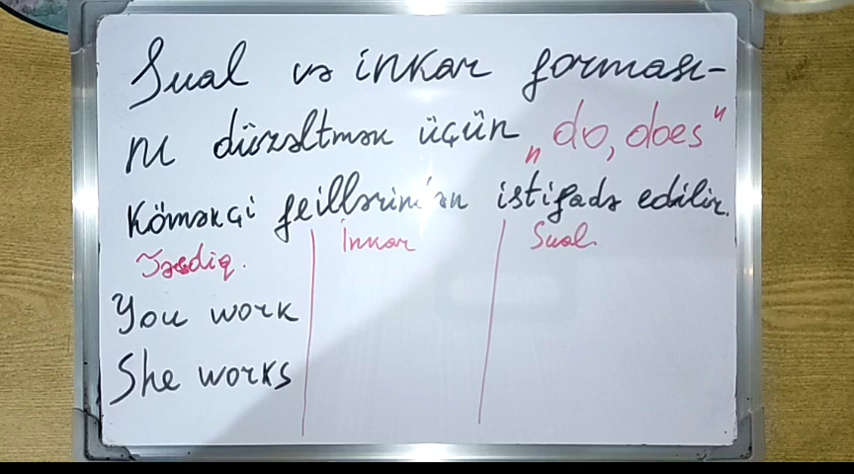 Sual və inkar forması-
nı düzəltmək üçün „do, does"
Köməkçi feillərindən istifadə edilir.
Təsdiq. İnkar Sual.
You work
She works